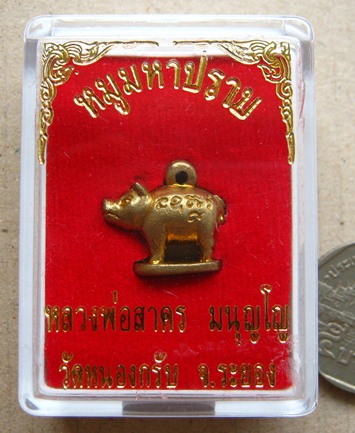 หมูมหาปราบ
หลวงพ่อสาคร มนุญโญ
วัดหนองกรับ จ.ระยอง